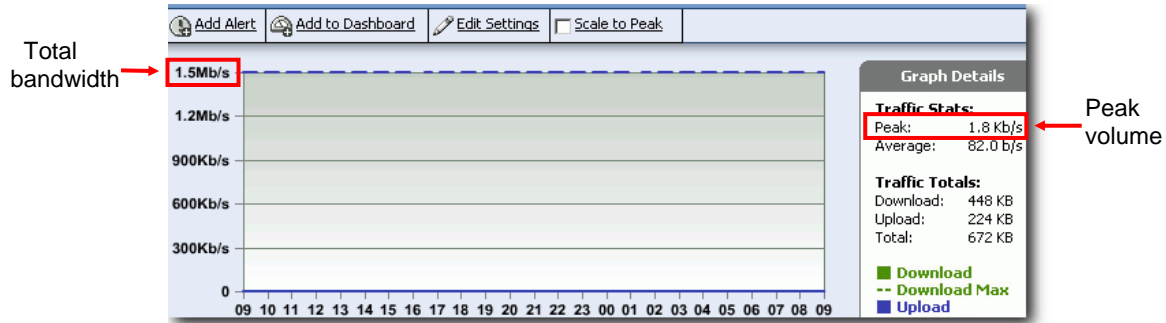 Add Alert Add to Dashboard Edit Settings Scale to Peak
Total
bandwidth
1.5Mb/s
1.2Mb/s
900Kb/s
600Kb/s
300Kb/s
0
09 10 11 12 13 14 15 16 17 18 19 20 21 22 23 00 01 02 03 04 05 06 07 08 09
Graph Details
Traffic Stats:
Peak: 1.8 Kb/s
Average: 82.0 b/s
Traffic Totals:
Download: 448 KB
Upload: 224 KB
Total: 672 KB
Download
-- Download Max
Upload
Peak
volume